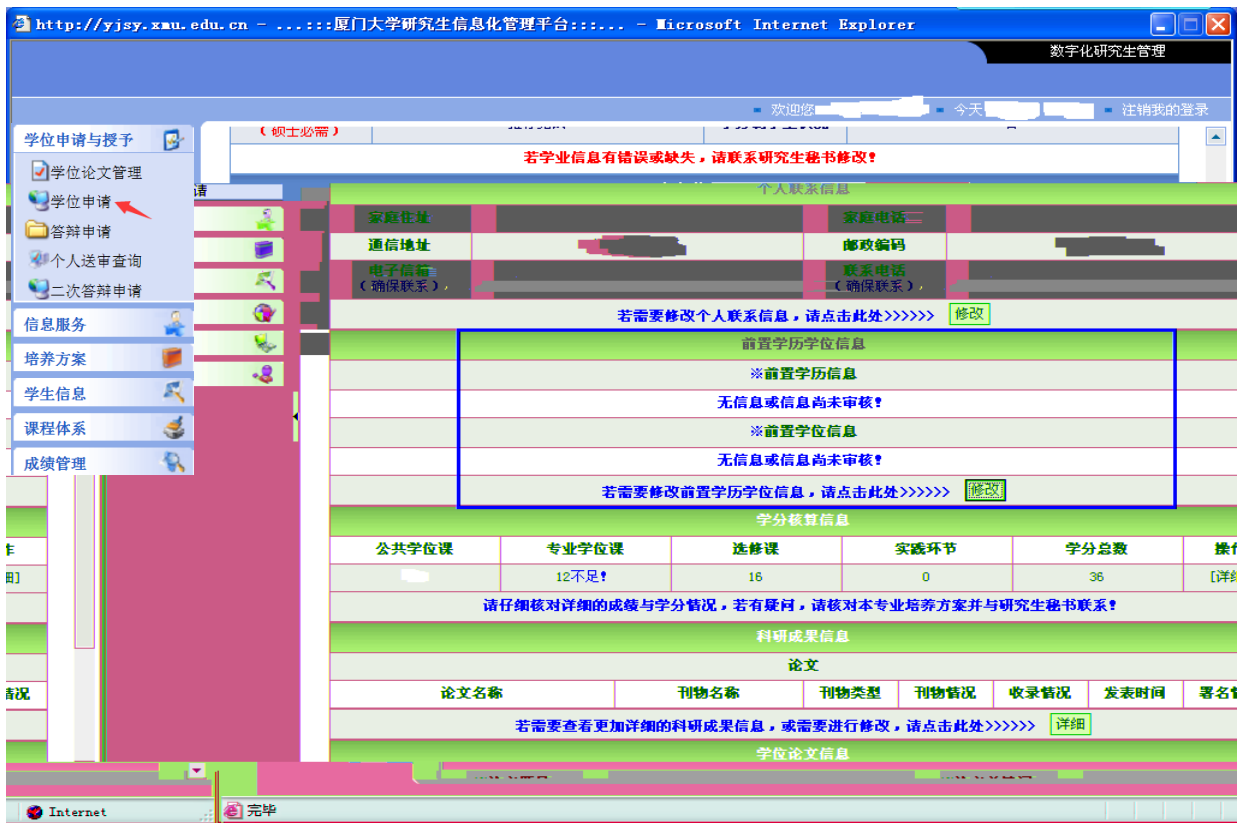 http://yjsy.xmu.edu.cn - ...:::厦门大学研究生信息化管理平台:::... - Microsoft Internet Explorer
数字化研究生管理
欢迎您 今天 注销我的登录
学位申请与授予
学位论文管理
学位申请
答辩申请
个人送审查询
二次答辩申请
信息服务
培养方案
学生信息
课程体系
成绩管理
请
(硕士必需)
若学业信息有错误或缺失，请联系研究生秘书修改!
个人联系信息
家庭住址 家庭电话
通信地址 邮政编码
电子信箱 联系电话
(确保联系) (确保联系)
若需要修改个人联系信息，请点击此处>>>>>> 修改
前置学历学位信息
※前置学历信息
无信息或信息尚未审核!
※前置学位信息
无信息或信息尚未审核!
若需要修改前置学历学位信息，请点击此处>>>>>> 修改
学分核算信息
公共学位课 专业学位课 选修课 实践环节 学分总数
12不足! 16 0 36
请仔细核对详细的成绩与学分情况，若有疑问，请核对本专业培养方案并与研究生秘书联系!
科研成果信息
论文
论文名称 刊物名称 刊物类型 刊物情况 收录情况 发表时间 署名
若需要查看更加详细的科研成果信息，或需要进行修改，请点击此处>>>>>> 详细
学位论文信息
Internet
完毕